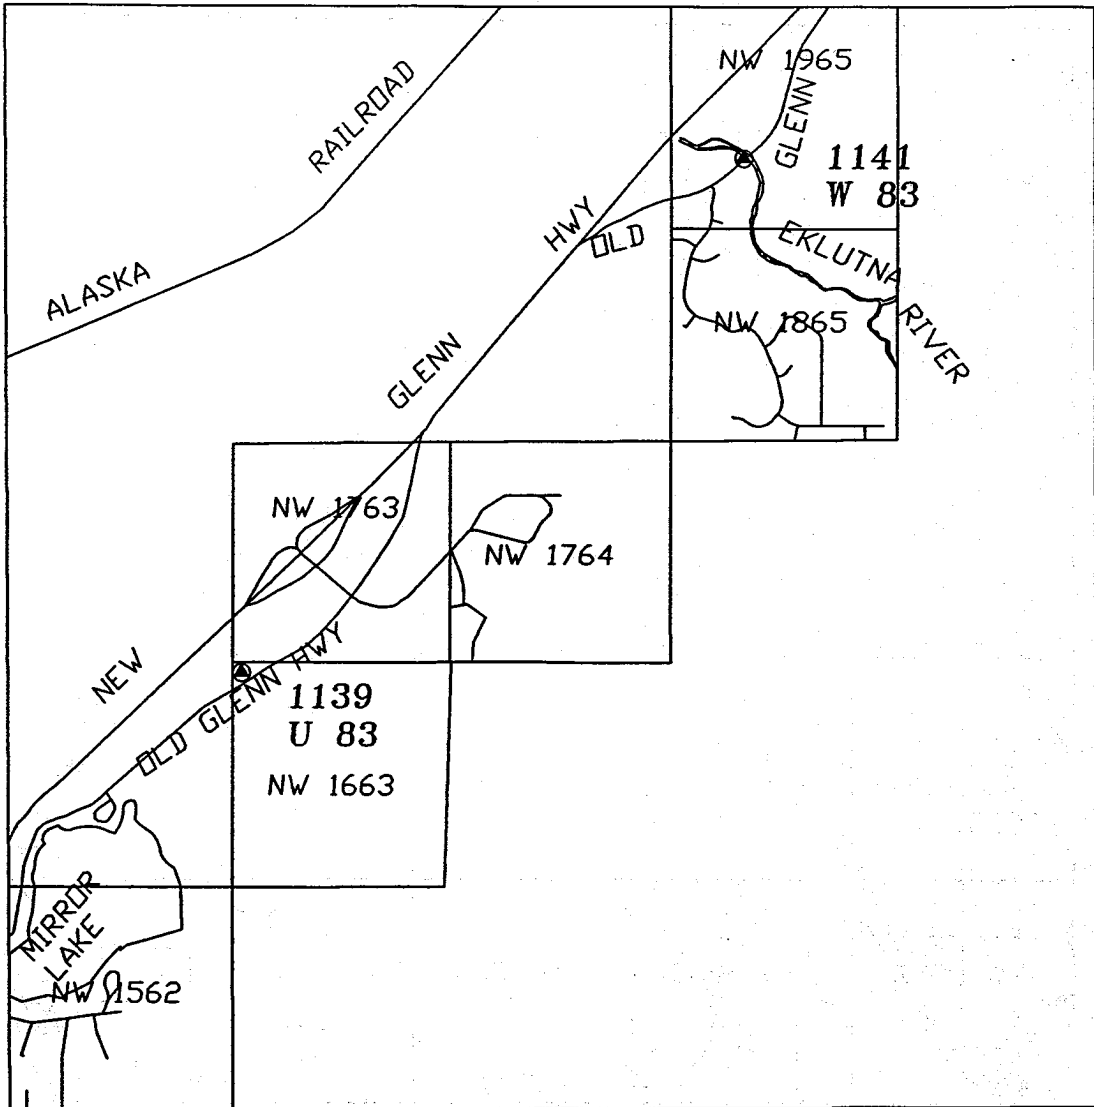 NW 1965
GLENN
RAILROAD
1141
W 83
HWY
OLD
EKLUTNA
RIVER
ALASKA
NW 1865
GLENN
NW 1763
NW 1764
NEW
OLD GLENN HWY
1139
U 83
NW 1663
MIRROR
LAKE
NW 1562